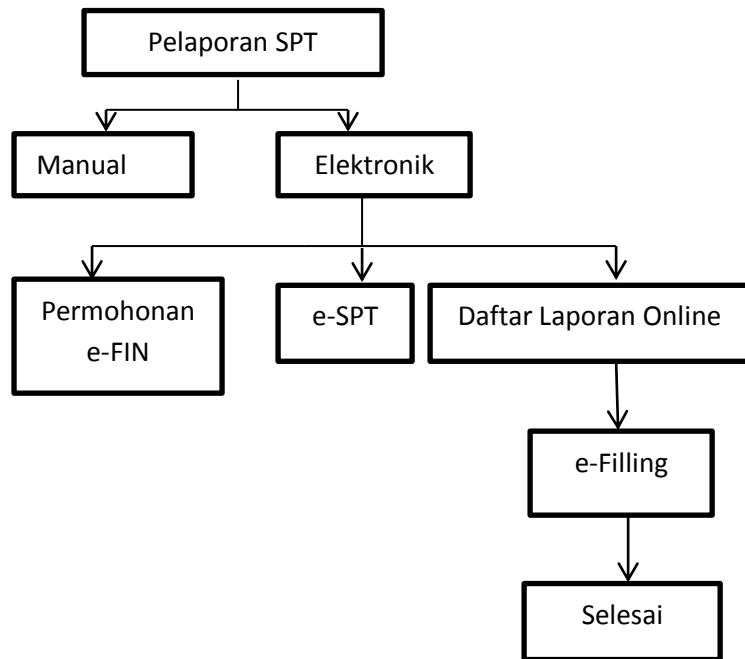 Pelaporan SPT
Manual
Elektronik
Permohonan
e-FIN
e-SPT
Daftar Laporan Online
e-Filling
Selesai